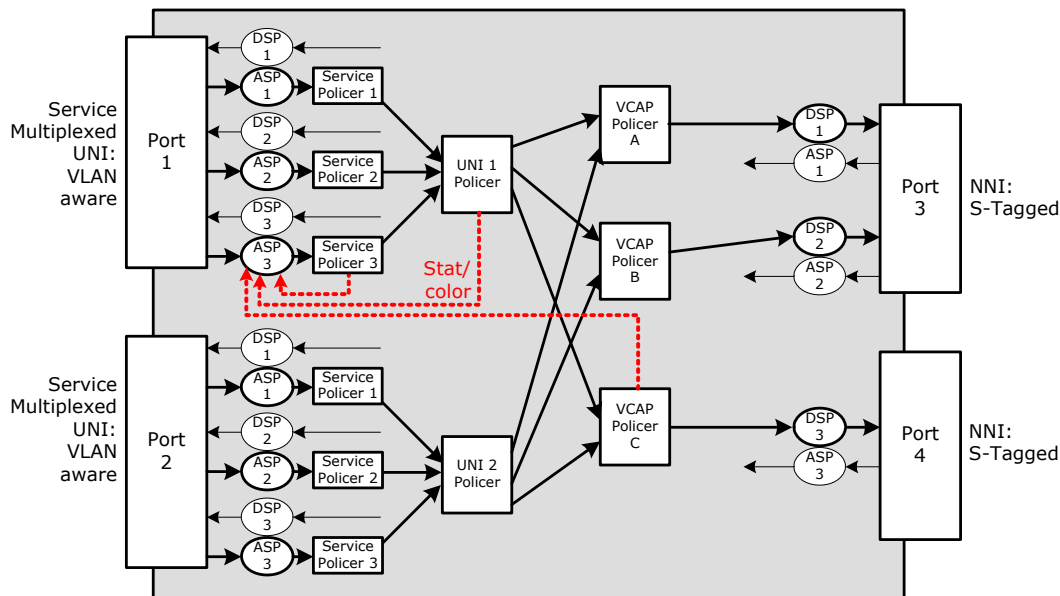 Service
Multiplexed
UNI:
VLAN
aware
Port
1
DSP
1
ASP
1
Service
Policer 1
DSP
2
ASP
2
Service
Policer 2
DSP
3
ASP
3
Service
Policer 3
UNI 1
Policer
Stat/
color
VCAP
Policer
A
VCAP
Policer
B
DSP
1
ASP
1
DSP
2
ASP
2
Port
3
NNI:
S-Tagged
Service
Multiplexed
UNI:
VLAN
aware
Port
2
DSP
1
ASP
1
Service
Policer 1
DSP
2
ASP
2
Service
Policer 2
DSP
3
ASP
3
Service
Policer 3
UNI 2
Policer
VCAP
Policer
C
DSP
3
ASP
3
Port
4
NNI:
S-Tagged